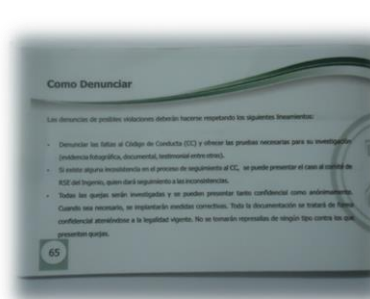 Como Denunciar
Las denuncias de posibles violaciones deberán hacerse respetando los siguientes lineamientos:
- Denunciar las faltas al Código de Conducta (CC) y ofrecer las pruebas necesarias para su investigación
(evidencia fotográfica, documental, testimonial entre otros).
- Si existe alguna inconsistencia en el proceso de seguimiento al CC, se puede presentar el caso al comité de
RSE del Ingenio, quien dará seguimiento a las inconsistencias.
- Todas las quejas serán investigadas y se pueden presentar tanto confidencial como anónimamente.
Cuando sea necesario, se implantarán medidas correctivas. Toda la documentación se tratará de forma
confidencial ateniéndose a la legalidad vigente. No se tomarán represalias de ningún tipo contra los que
presenten quejas.
65